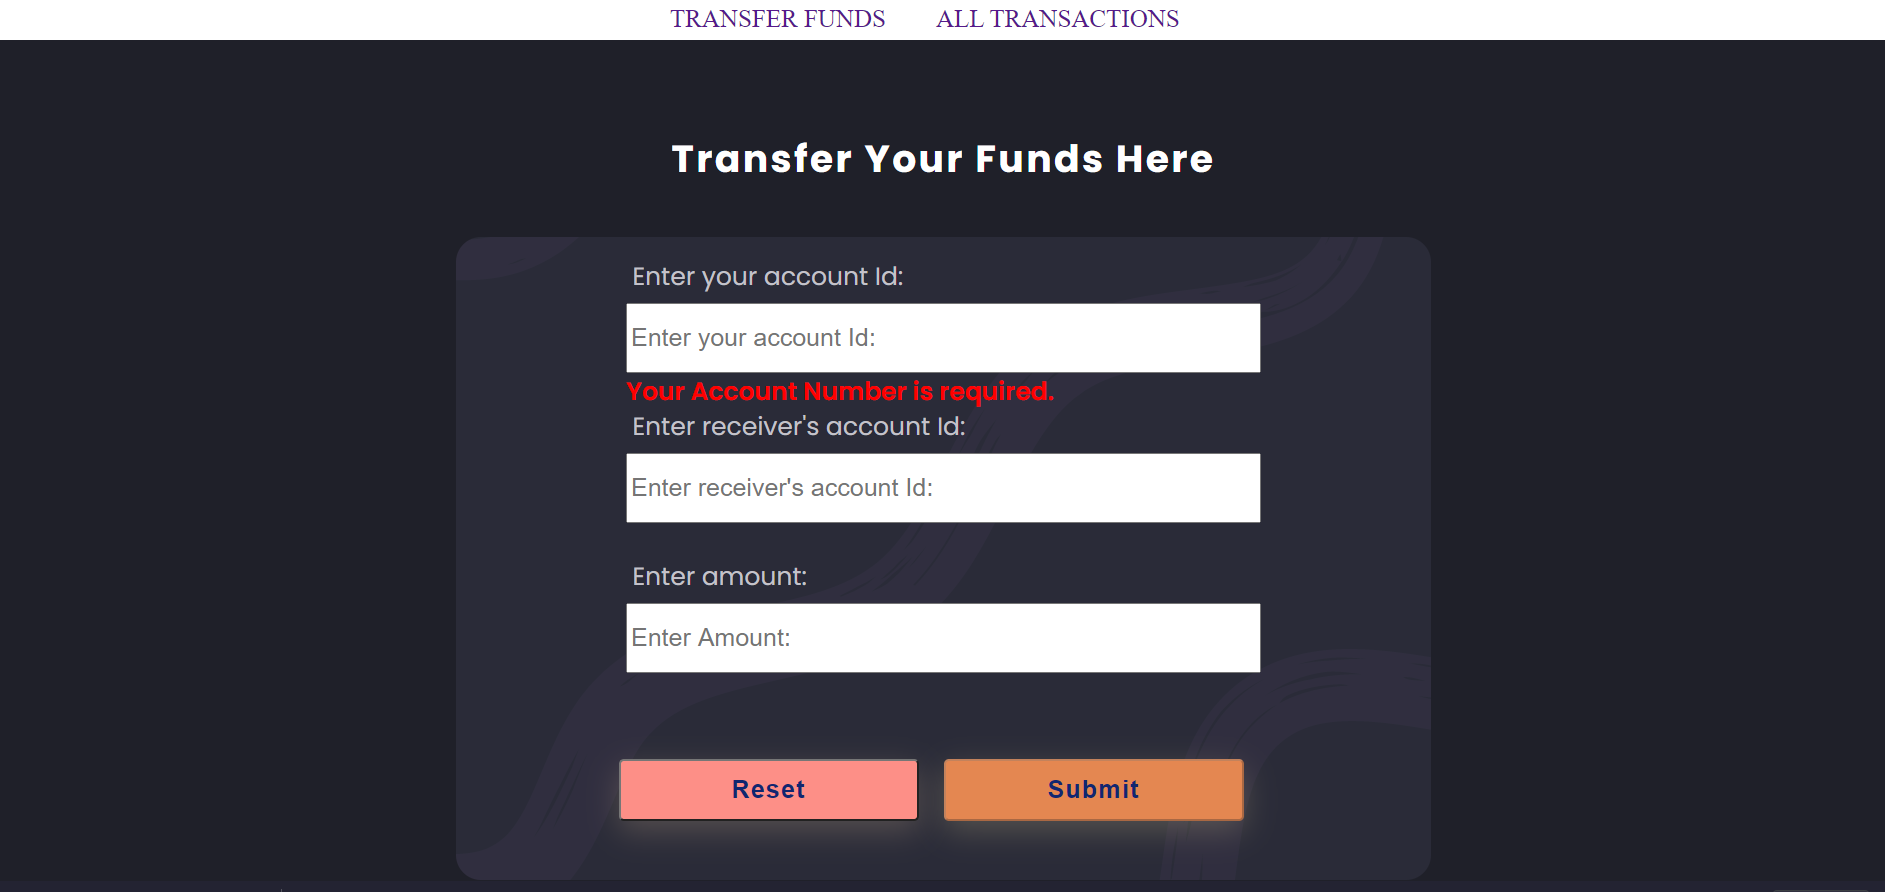 TRANSFER FUNDS ALL TRANSACTIONS
Transfer Your Funds Here
Enter your account Id:
Enter your account Id:
Your Account Number is required.
Enter receiver's account Id:
Enter receiver's account Id:
Enter amount:
Enter Amount:
Reset Submit